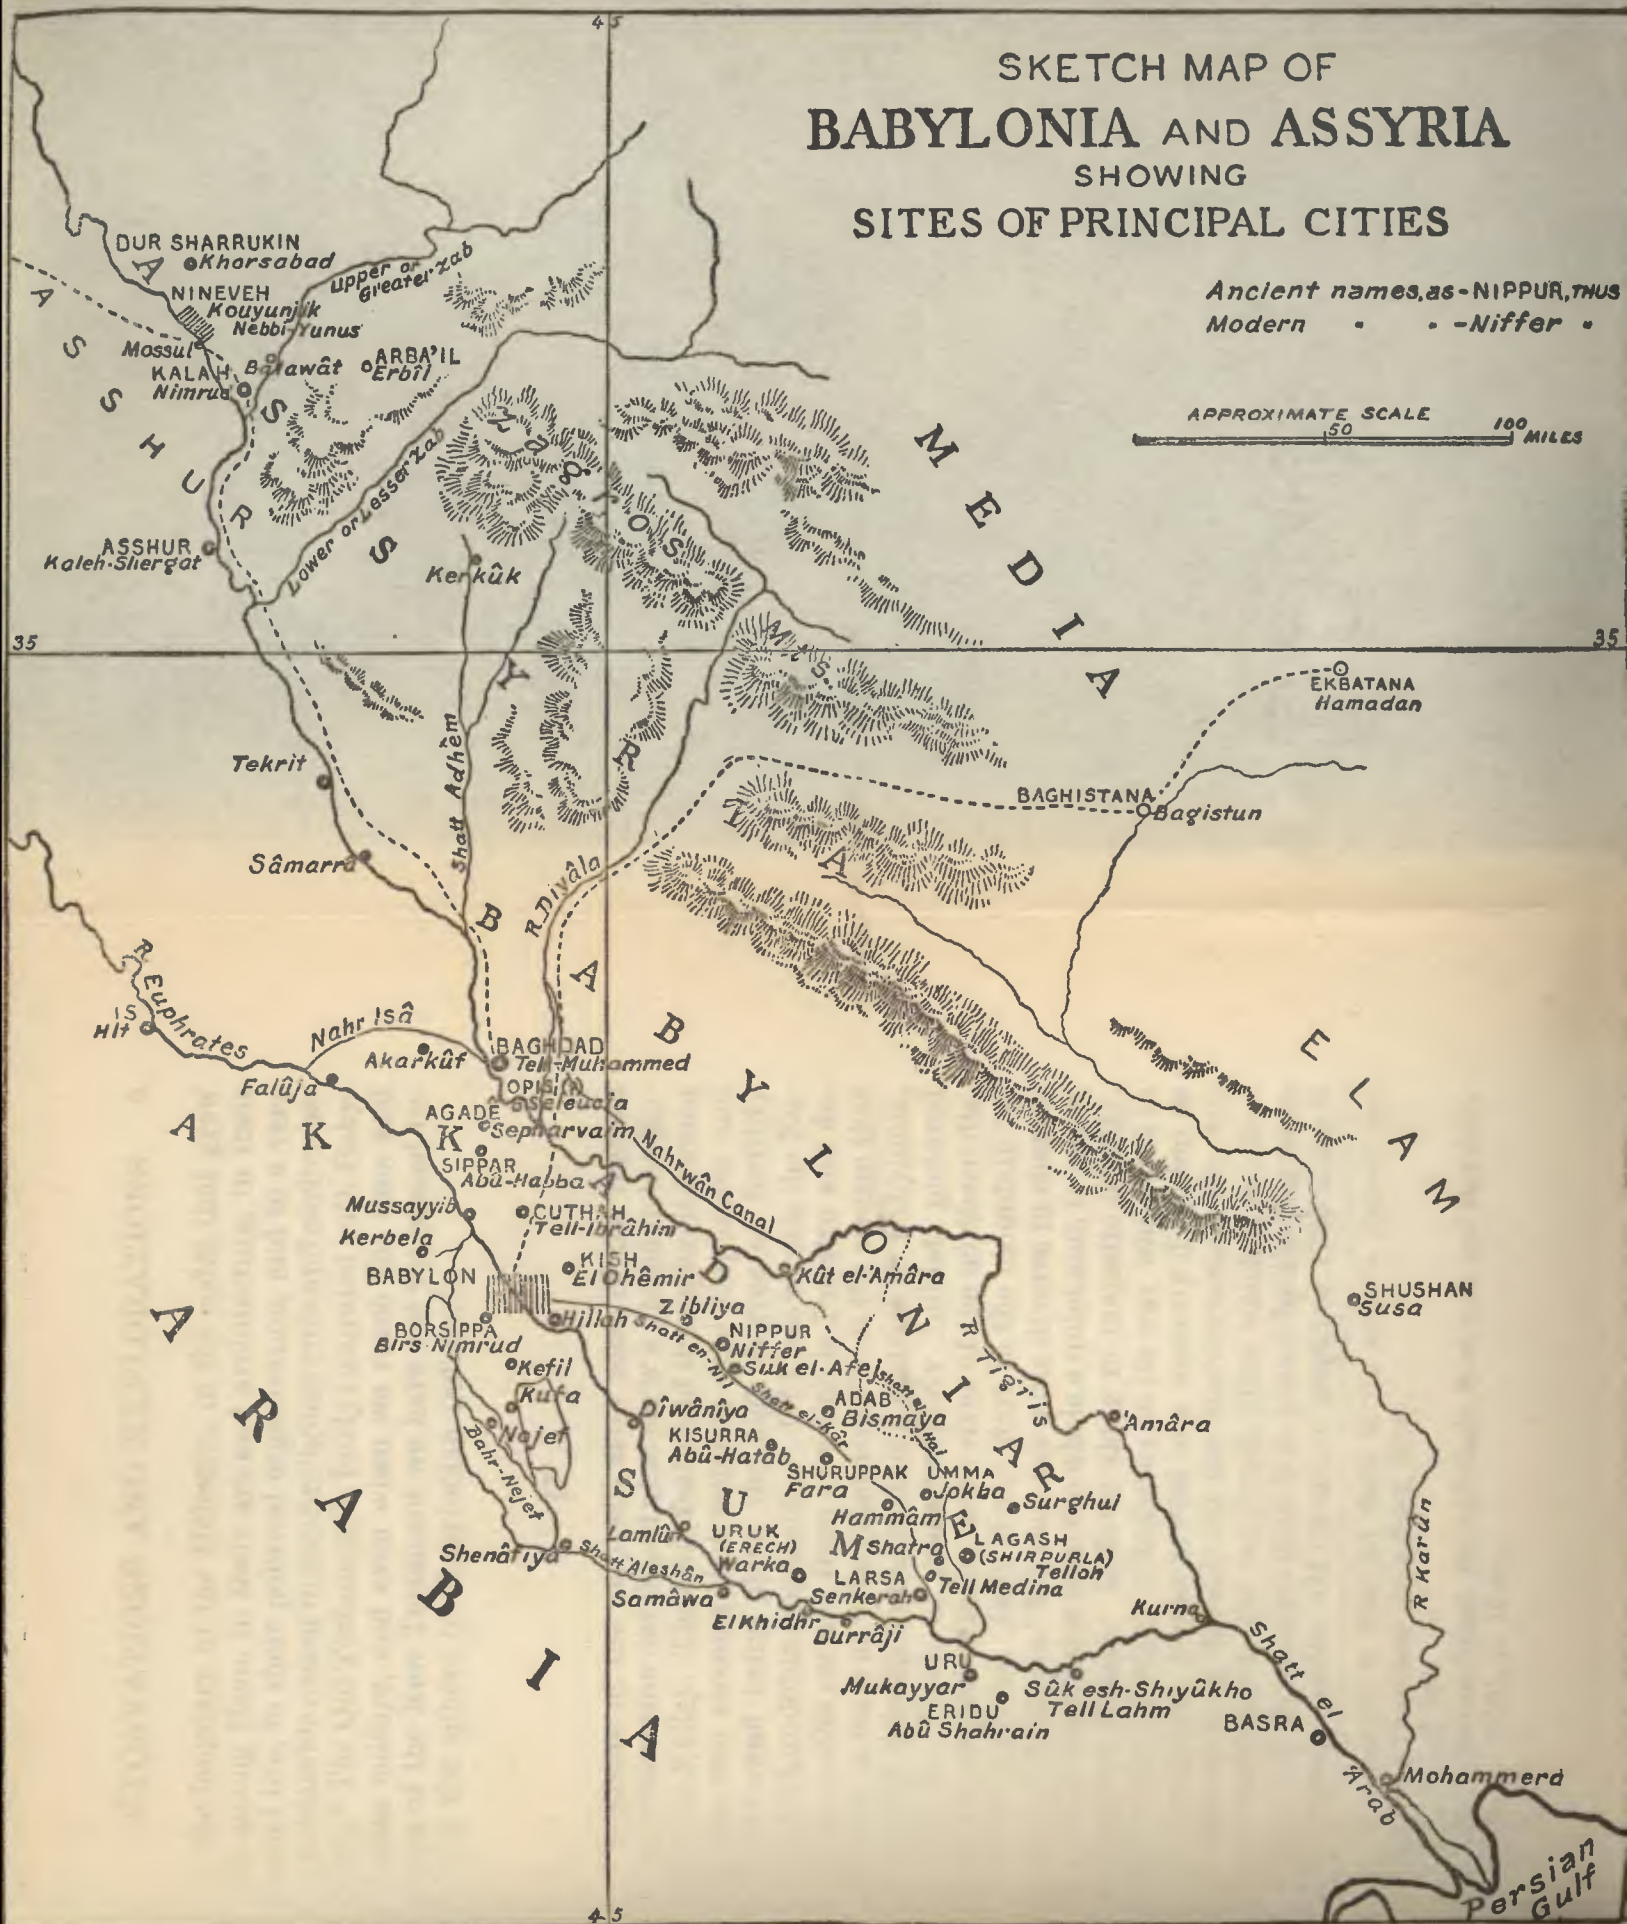 45
SKETCH MAP OF
BABYLONIA AND ASSYRIA
SHOWING
SITES OF PRINCIPAL CITIES
Ancient names, as - NIPPUR, THUS
Modern " " - Niffer "
APPROXIMATE SCALE
50
100 MILES
DUR SHARRUKIN
Khorsabad
Upper or
Greater Zab
NINEVEH
Kouyunjik
Nebbi-Yunus
Mossul
Balawât
ARBA'IL
Erbîl
KALAH
Nimrud
ASSHUR
ASSYRIA
Zagros
Mts.
MEDIA
Lower or Lesser Zab
ASSHUR
Kaleh-Shergat
Kerkûk
35
35
EKBATANA
Hamadan
Tekrit
Shatt Adhêm
BAGHISTANA
Bagistun
Sâmarra
R. Divâla
R. Euphrates
IS
Hit
Nahr Isâ
Akarkûf
BAGHDAD
Tell-Muhammed
Falûja
OPIS (?)
Seleucia
AGADE
Sepharvaim
Nahrwân Canal
SIPPAR
Abû-Habba
AKKAD
BABYLONIA
ELAM
Mussayyib
CUTHAH
Tell-Ibrâhim
Kerbela
KISH
El Ohêmir
Kût el-'Amâra
BABYLON
SHUSHAN
Susa
Hillah
Zibliya
Shatt en-Nil
BORSIPPA
Birs Nimrud
NIPPUR
Niffer
Kefil
Sûk el-Afej
R Tigris
Shatt el Hai
Kufa
Shatt el-Kâr
ADAB
Bismaya
Dîwânîya
'Amâra
Nejef
KISURRA
Abû-Hatab
Bahr-Nejef
SHURUPPAK
Fara
UMMA
Jokha
Surghul
SUMER
Hammâm
Lamlûn
URUK
(ERECH)
Warka
Shatra
LAGASH
(SHIRPURLA)
Telloh
Shenâfiya
Shatt 'Aleshân
LARSA
Senkerah
Tell Medina
Samâwa
El Khidhr
Durrâji
Kurna
R Karûn
ARABIA
URU
Mukayyar
Sûk esh-Shiyûkho
Tell Lahm
ERIDU
Abû Shahrain
Shatt el 'Arab
BASRA
Mohammera
Persian
Gulf
45